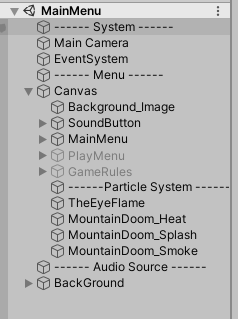 MainMenu
------ System ------
Main Camera
EventSystem
------ Menu ------
Canvas
Background_Image
SoundButton
MainMenu
PlayMenu
GameRules
------Particle System ------
TheEyeFlame
MountainDoom_Heat
MountainDoom_Splash
MountainDoom_Smoke
------ Audio Source ------
BackGround